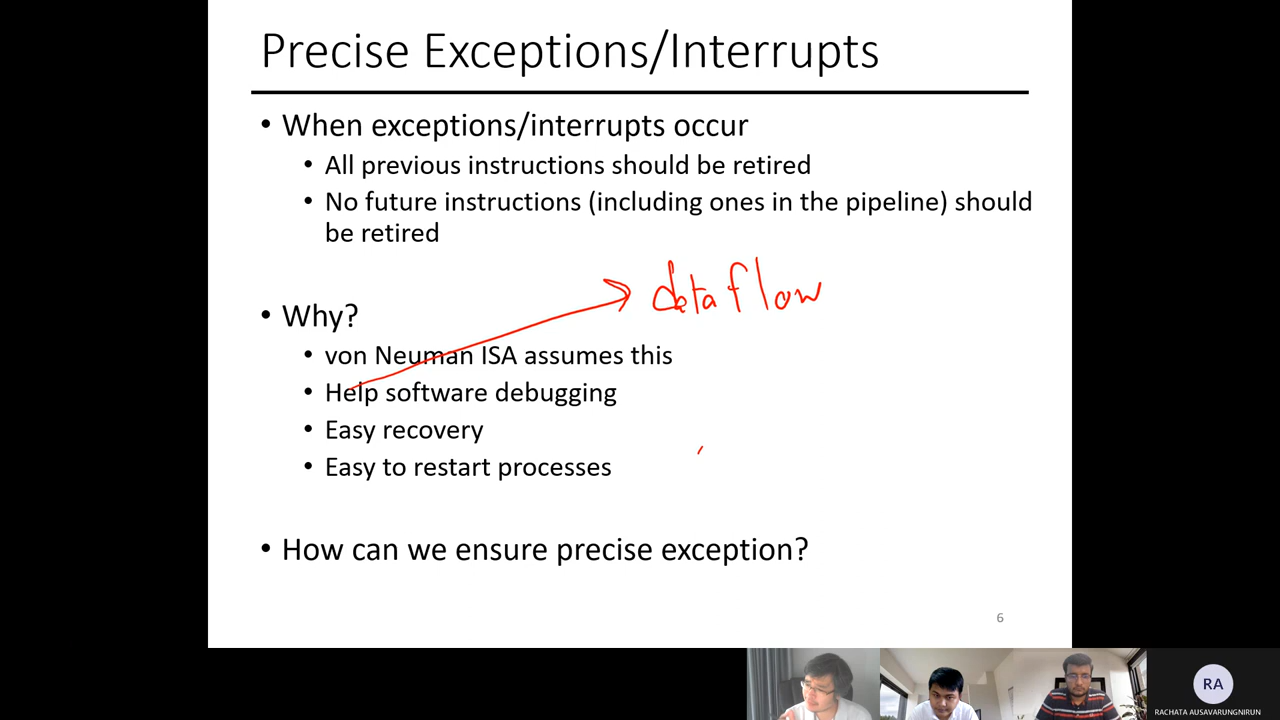 Precise Exceptions/Interrupts
• When exceptions/interrupts occur
• All previous instructions should be retired
• No future instructions (including ones in the pipeline) should
be retired
dataflow
• Why?
• von Neuman ISA assumes this
• Help software debugging
• Easy recovery
• Easy to restart processes
• How can we ensure precise exception?
6
RA
RACHATA AUSAVARUNGNIRUN